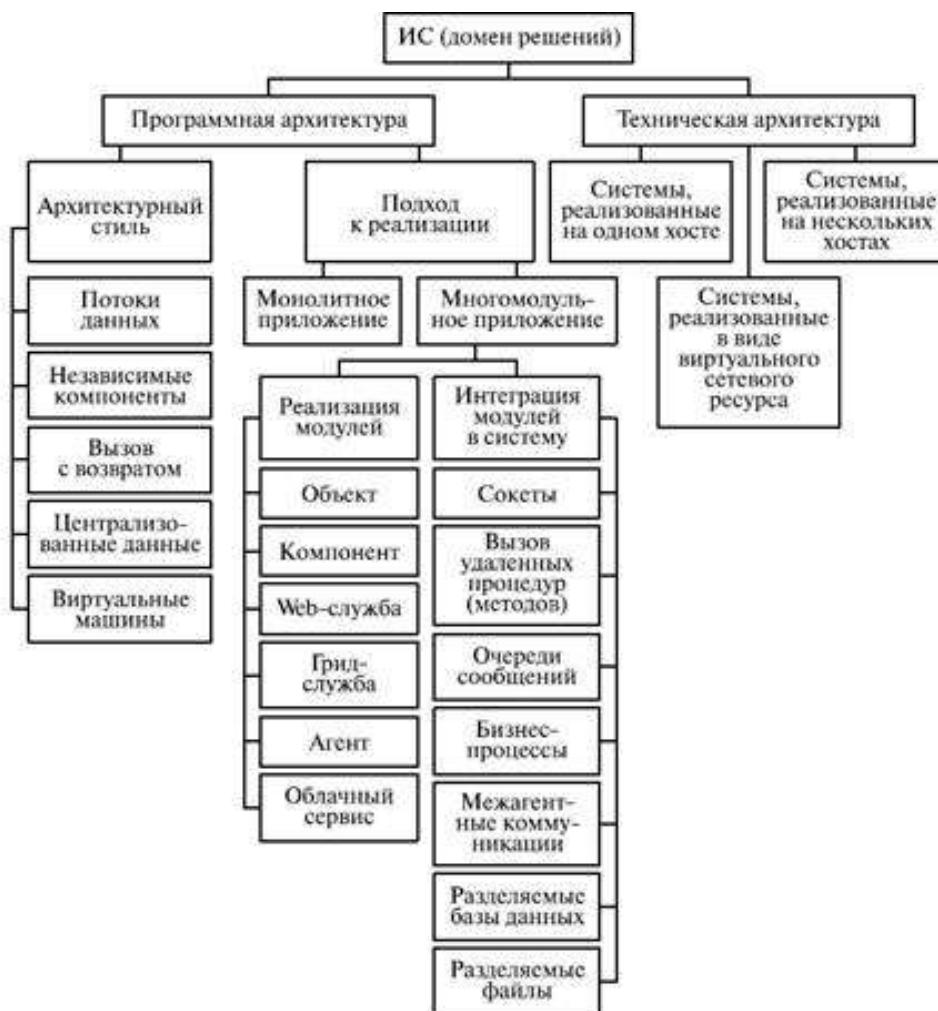 ИС (домен решений)
Программная архитектура
Техническая архитектура
Архитектурный
стиль
Подход
к реализации
Системы,
реализованные
на одном хосте
Системы,
реализованные
на нескольких
хостах
Потоки
данных
Независимые
компоненты
Вызов
с возвратом
Централизо-
ванные данные
Виртуальные
машины
Монолитное
приложение
Многомодуль-
ное приложение
Системы,
реализованные
в виде
виртуального
сетевого
ресурса
Реализация
модулей
Объект
Компонент
Web-служба
Грид-
служба
Агент
Облачный
сервис
Интеграция
модулей
в систему
Сокеты
Вызов
удаленных
процедур
(методов)
Очереди
сообщений
Бизнес-
процессы
Межагент-
ные комму-
никации
Разделяемые
базы данных
Разделяемые
файлы